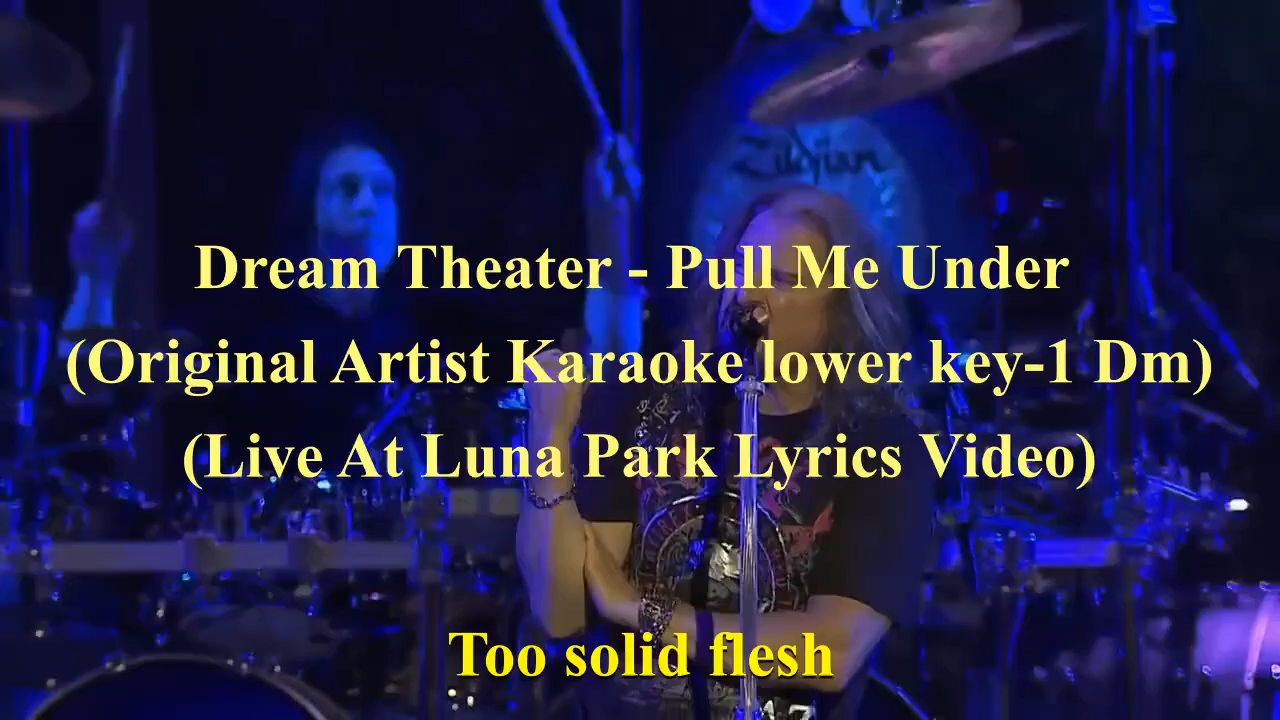 Zildjian
Dream Theater - Pull Me Under
(Original Artist Karaoke lower key-1 Dm)
(Live At Luna Park Lyrics Video)
Too solid flesh